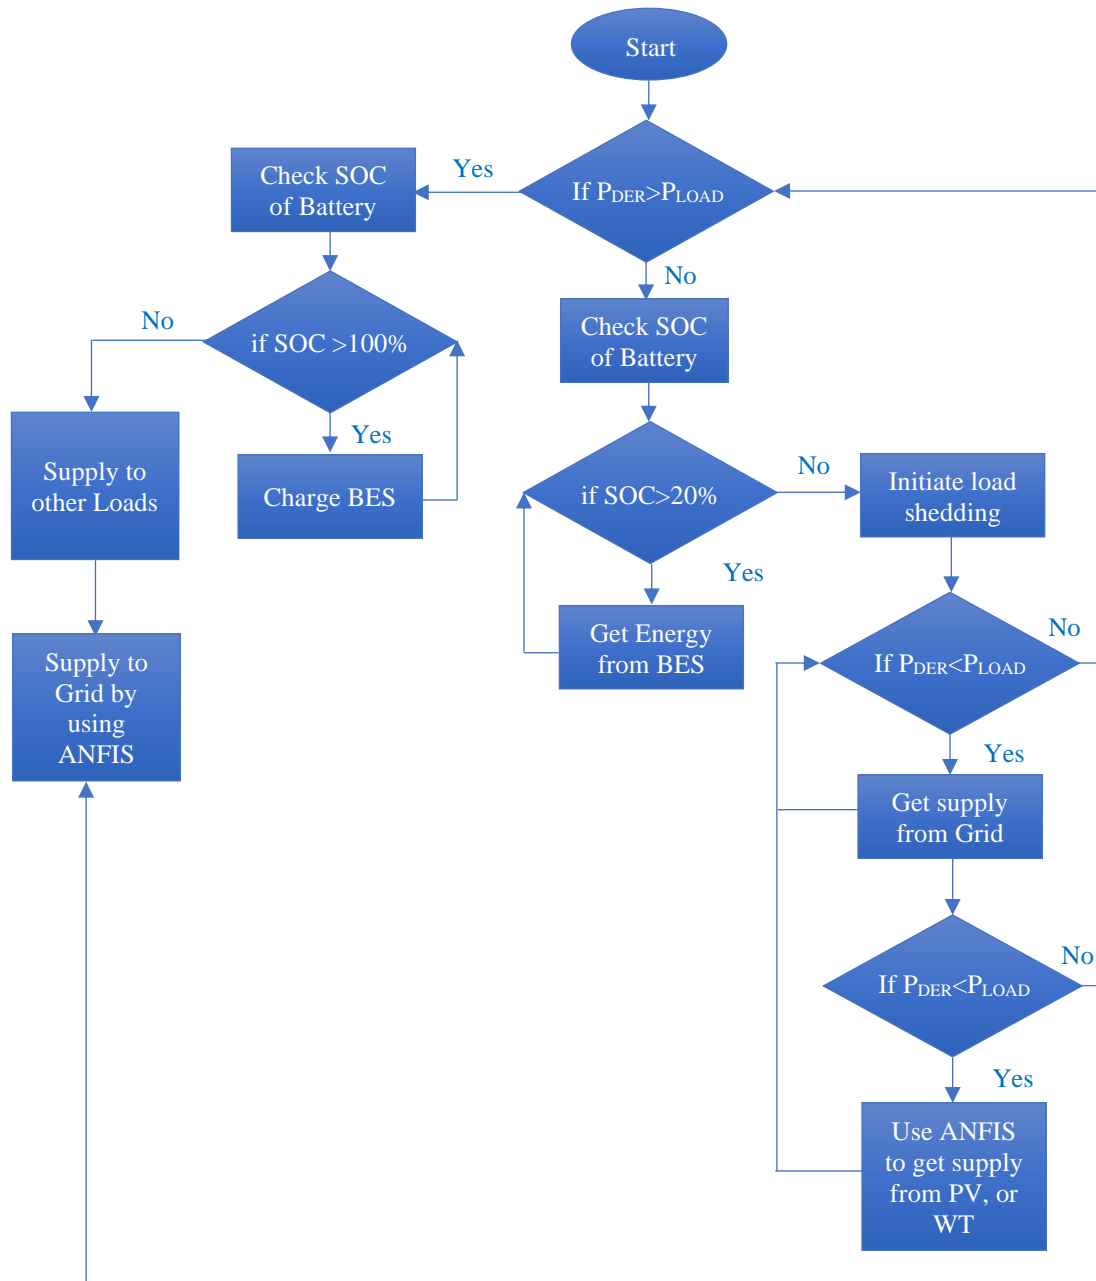 Start
If PDER>PLOAD
Yes
No
Check SOC
of Battery
if SOC >100%
No
Yes
Charge BES
Supply to
other Loads
Supply to
Grid by
using
ANFIS
Check SOC
of Battery
if SOC>20%
No
Yes
Get Energy
from BES
Initiate load
shedding
If PDER<PLOAD
No
Yes
Get supply
from Grid
If PDER<PLOAD
No
Yes
Use ANFIS
to get supply
from PV, or
WT